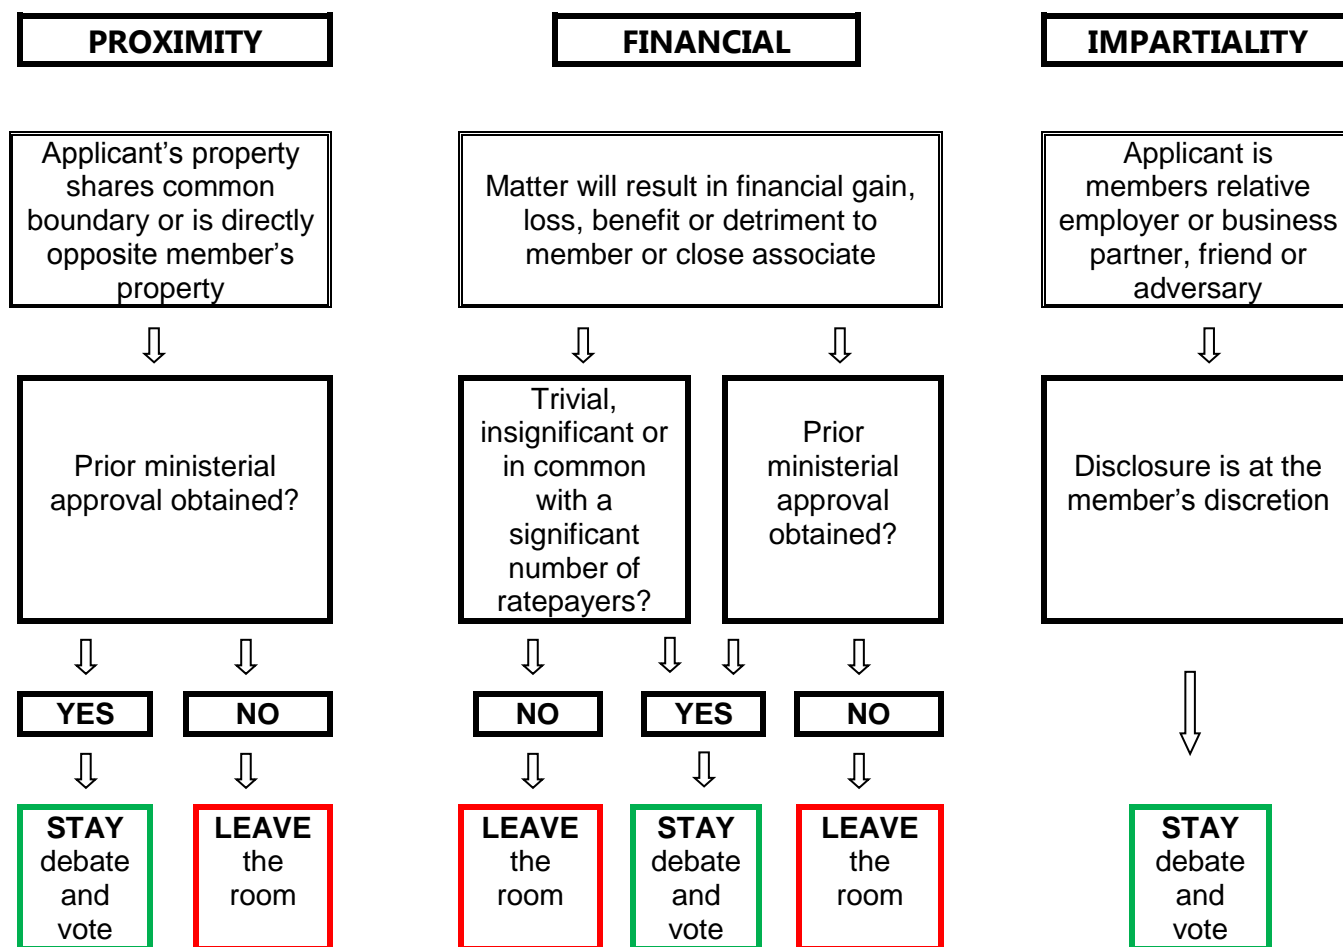 PROXIMITY
FINANCIAL
IMPARTIALITY
Applicant’s property
shares common
boundary or is directly
opposite member’s
property
Matter will result in financial gain,
loss, benefit or detriment to
member or close associate
Applicant is
members relative
employer or business
partner, friend or
adversary
Prior ministerial
approval obtained?
Trivial,
insignificant or
in common
with a
significant
number of
ratepayers?
Prior
ministerial
approval
obtained?
Disclosure is at the
member’s discretion
YES
NO
NO
YES
NO
STAY
debate
and
vote
LEAVE
the
room
LEAVE
the
room
STAY
debate
and
vote
LEAVE
the
room
STAY
debate
and
vote